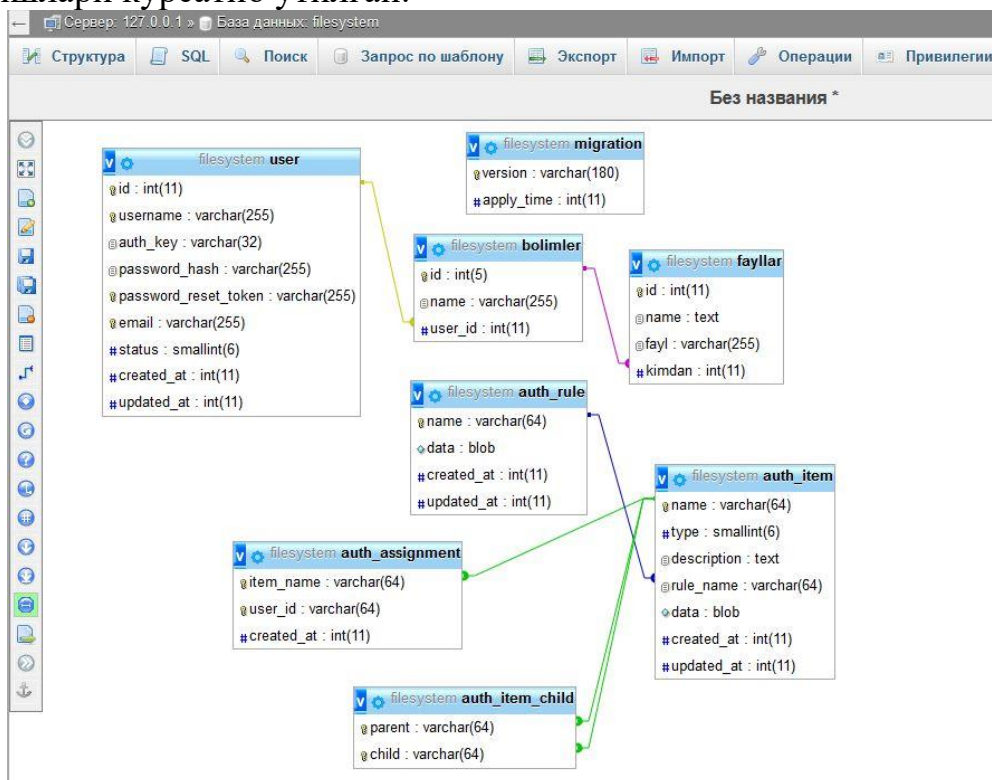 курсатио утилган.
← Сервер: 127.0.0.1 » База данных: filesystem
Структура SQL Поиск Запрос по шаблону Экспорт Импорт Операции Привилегии
Без названия *
filesystem user
id : int(11)
username : varchar(255)
auth_key : varchar(32)
password_hash : varchar(255)
password_reset_token : varchar(255)
email : varchar(255)
status : smallint(6)
created_at : int(11)
updated_at : int(11)
filesystem migration
version : varchar(180)
apply_time : int(11)
filesystem bolimler
id : int(5)
name : varchar(255)
user_id : int(11)
filesystem fayllar
id : int(11)
name : text
fayl : varchar(255)
kimdan : int(11)
filesystem auth_rule
name : varchar(64)
data : blob
created_at : int(11)
updated_at : int(11)
filesystem auth_item
name : varchar(64)
type : smallint(6)
description : text
rule_name : varchar(64)
data : blob
created_at : int(11)
updated_at : int(11)
filesystem auth_assignment
item_name : varchar(64)
user_id : varchar(64)
created_at : int(11)
filesystem auth_item_child
parent : varchar(64)
child : varchar(64)